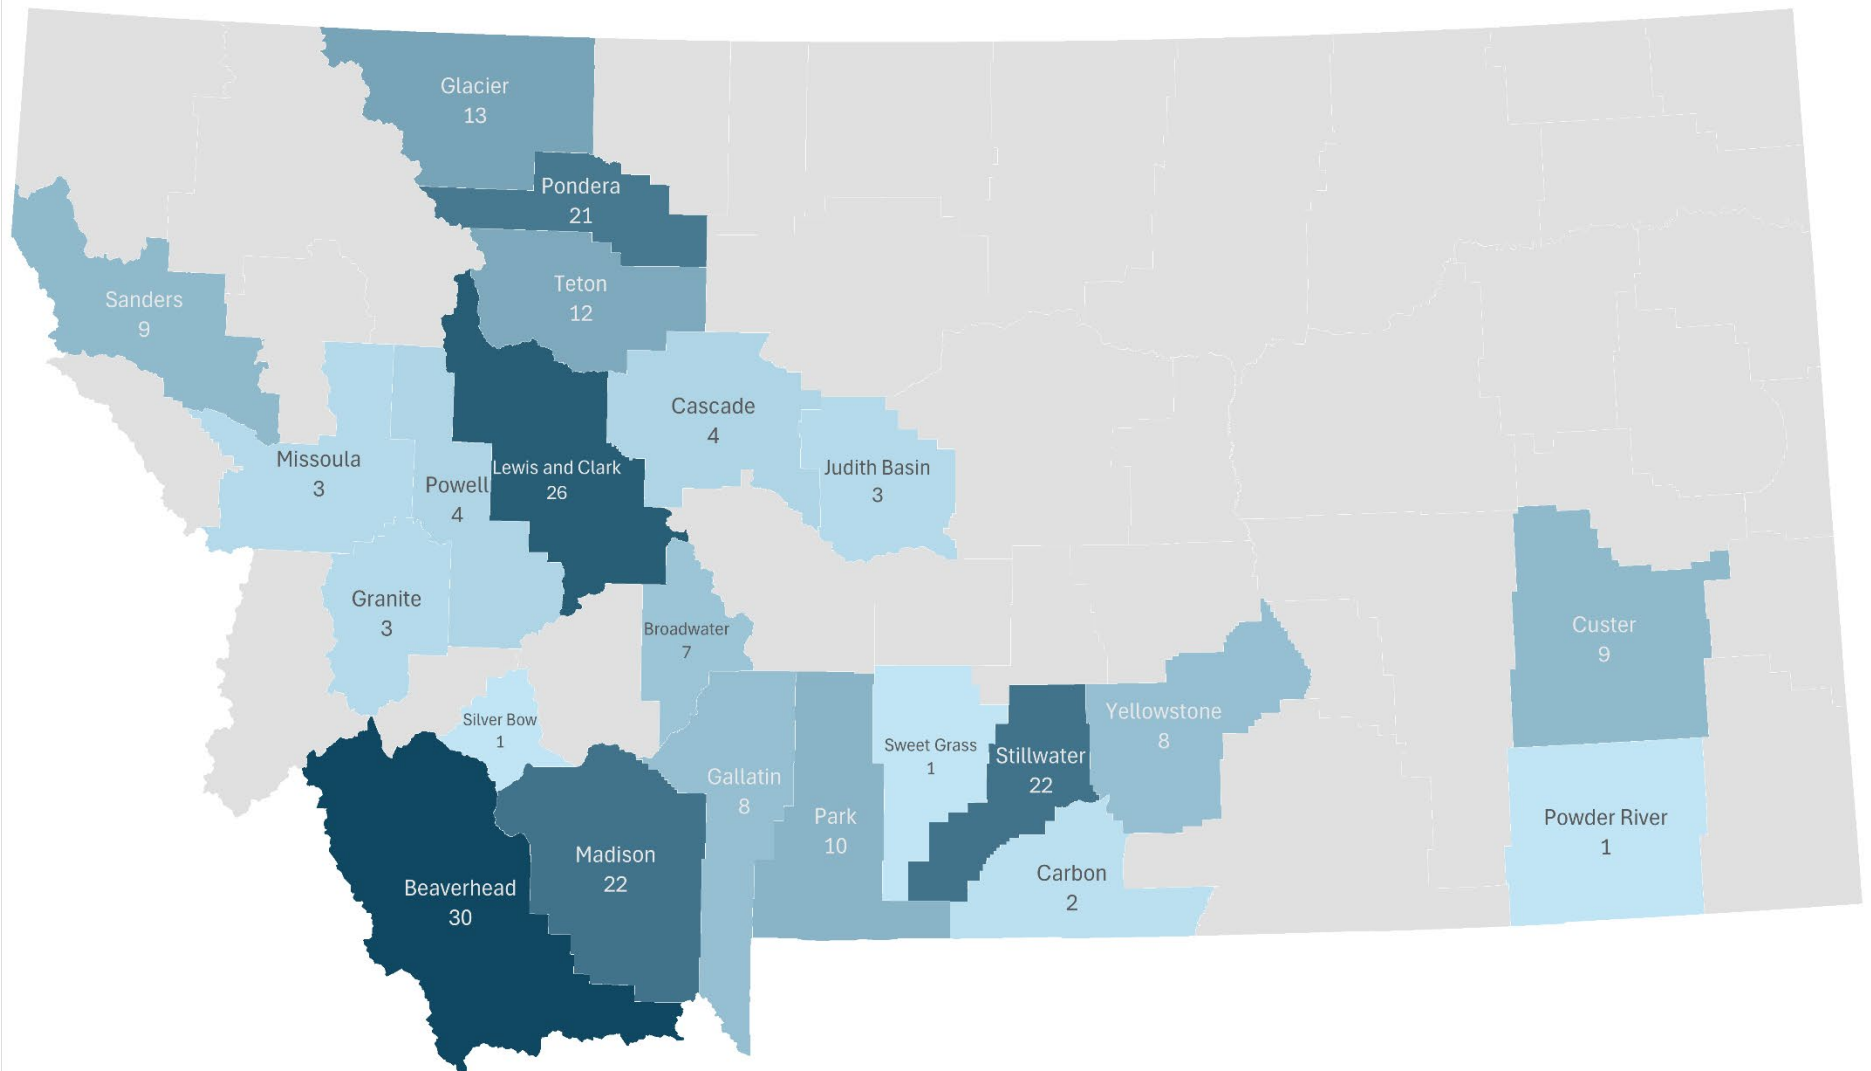 Glacier
13
Pondera
21
Teton
12
Sanders
9
Cascade
4
Missoula
3
Powell
4
Lewis and Clark
26
Judith Basin
3
Granite
3
Broadwater
7
Custer
9
Silver Bow
1
Yellowstone
8
Sweet Grass
1
Stillwater
22
Gallatin
8
Park
10
Powder River
1
Madison
22
Carbon
2
Beaverhead
30